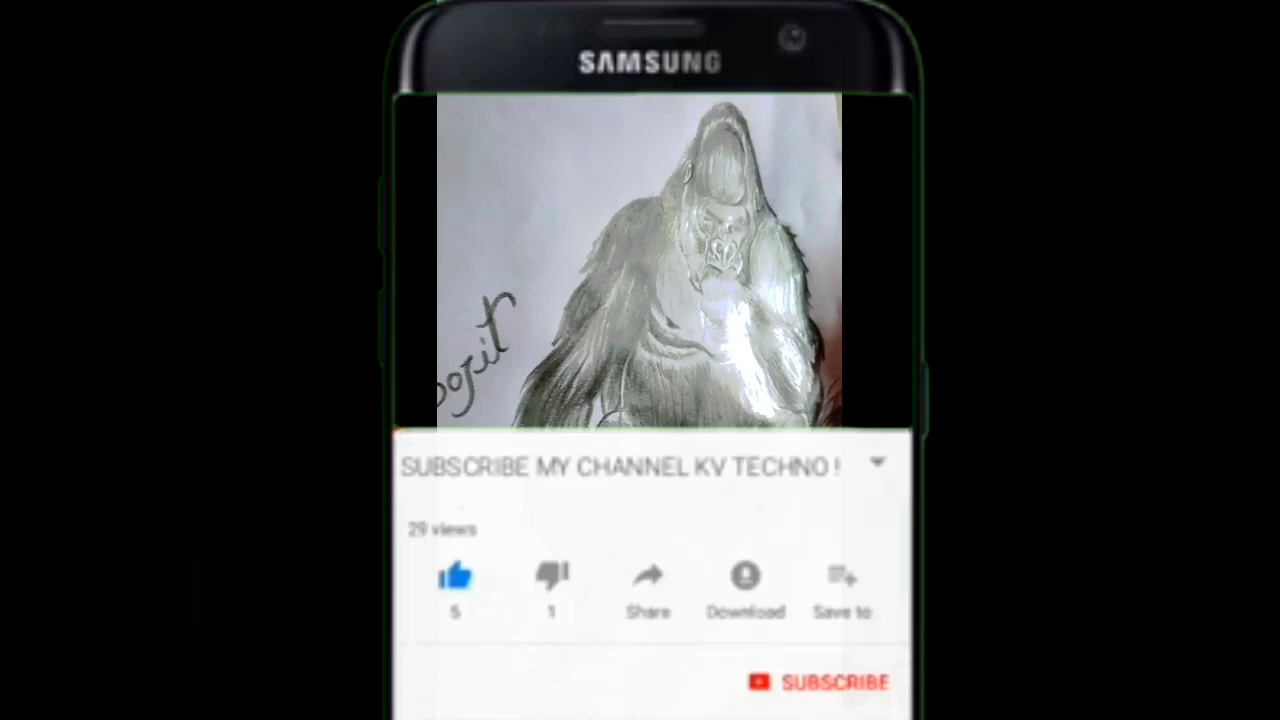 SAMSUNG
SUBSCRIBE MY CHANNEL KV TECHNO !
29 views
5
1
Share
Download
Save to
SUBSCRIBE